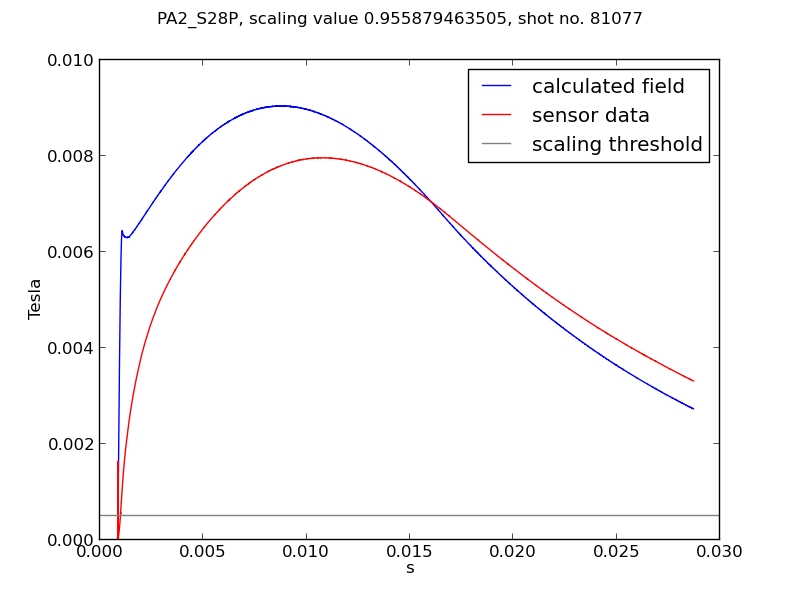 PA2_S28P, scaling value 0.955879463505, shot no. 81077
0.010
calculated field
sensor data
scaling threshold
0.008
0.006
Tesla
0.004
0.002
0.000
0.000 0.005 0.010 0.015 0.020 0.025 0.030
s